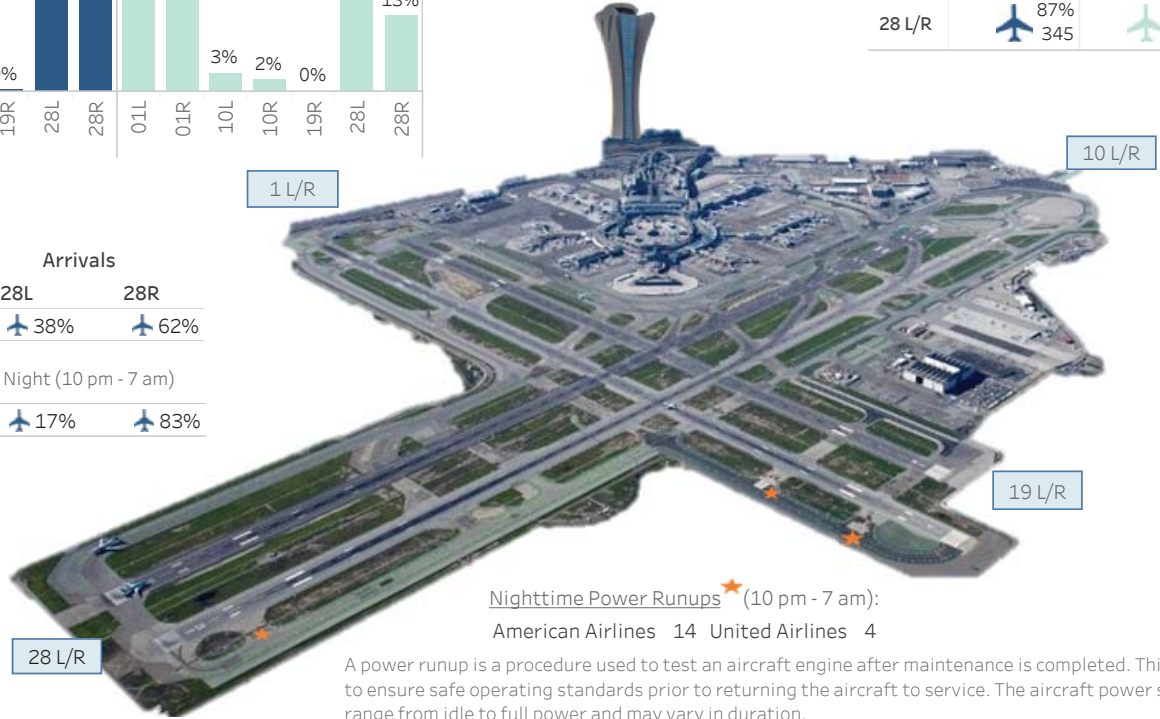 13%
3%
2%
0%
%
19R
28L
28R
01L
01R
10L
10R
19R
28L
28R
28 L/R
87%
345
10 L/R
1 L/R
Arrivals
28L 28R
38% 62%
Night (10 pm - 7 am)
17% 83%
19 L/R
28 L/R
Nighttime Power Runups (10 pm - 7 am):
American Airlines 14 United Airlines 4
A power runup is a procedure used to test an aircraft engine after maintenance is completed. Thi
to ensure safe operating standards prior to returning the aircraft to service. The aircraft power s
range from idle to full power and may vary in duration.